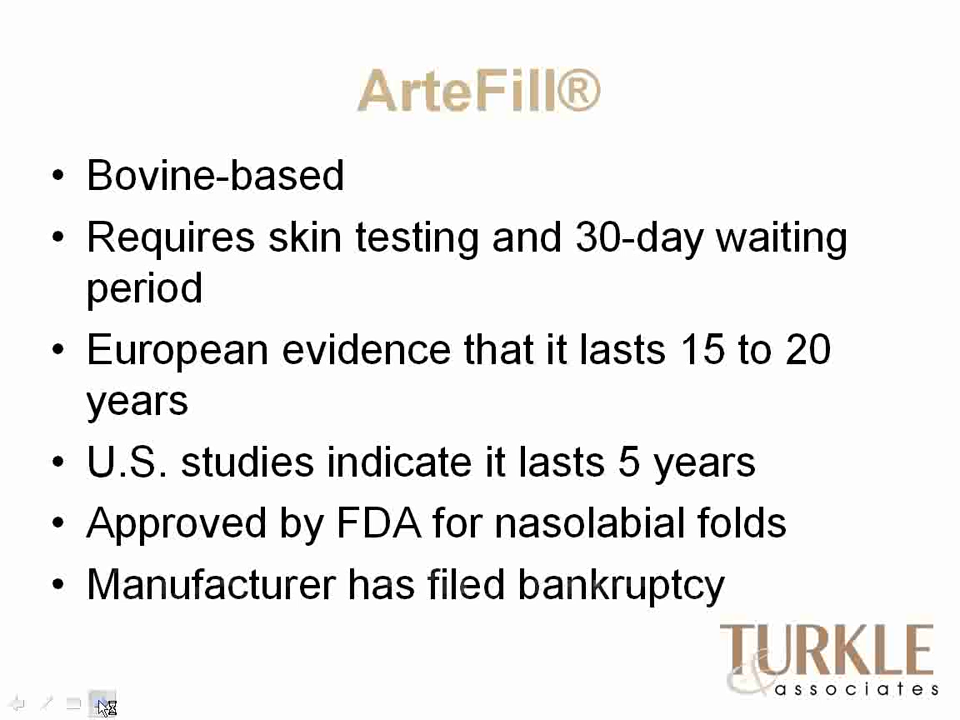 ArteFill®
• Bovine-based
• Requires skin testing and 30-day waiting
period
• European evidence that it lasts 15 to 20
years
• U.S. studies indicate it lasts 5 years
• Approved by FDA for nasolabial folds
• Manufacturer has filed bankruptcy
TURKLE
& associates